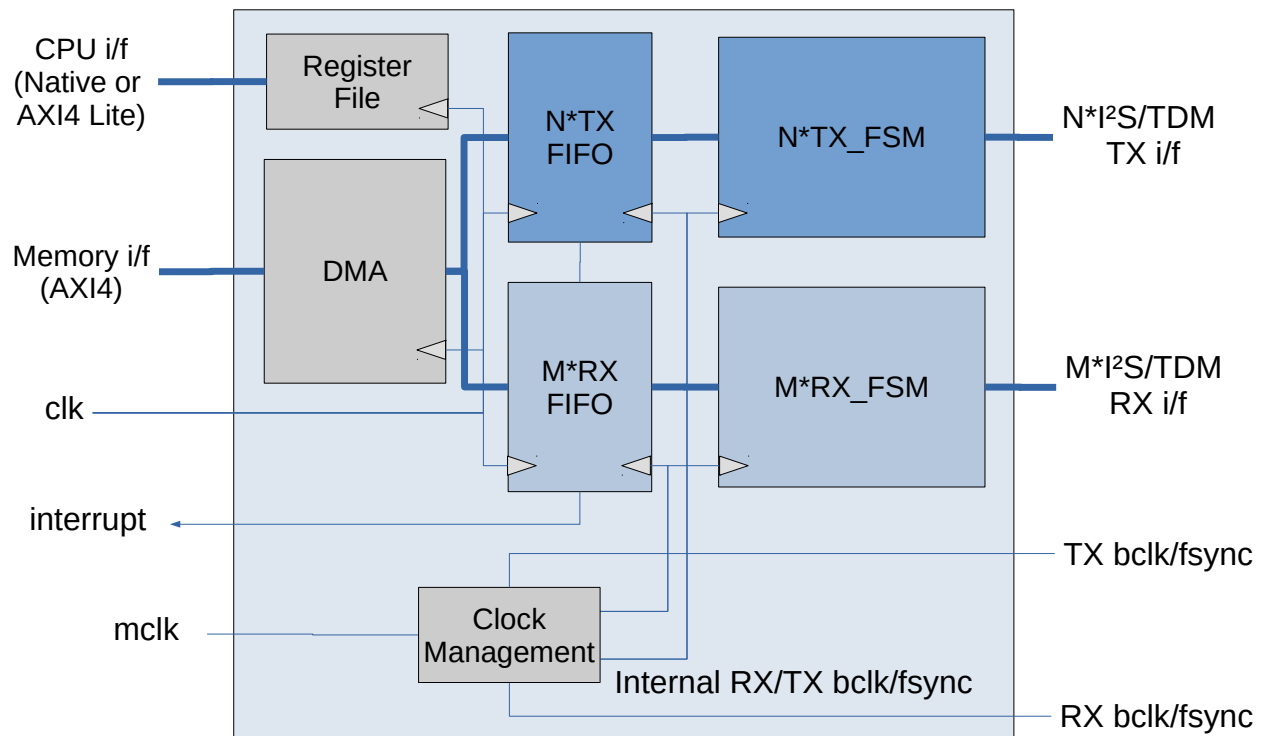 CPU i/f
(Native or
AXI4 Lite)
Register
File
N*TX
FIFO
N*TX_FSM
N*I²S/TDM
TX i/f
Memory i/f
(AXI4)
DMA
M*RX
FIFO
M*RX_FSM
M*I²S/TDM
RX i/f
clk
interrupt
TX bclk/fsync
mclk
Clock
Management
Internal RX/TX bclk/fsync
RX bclk/fsync